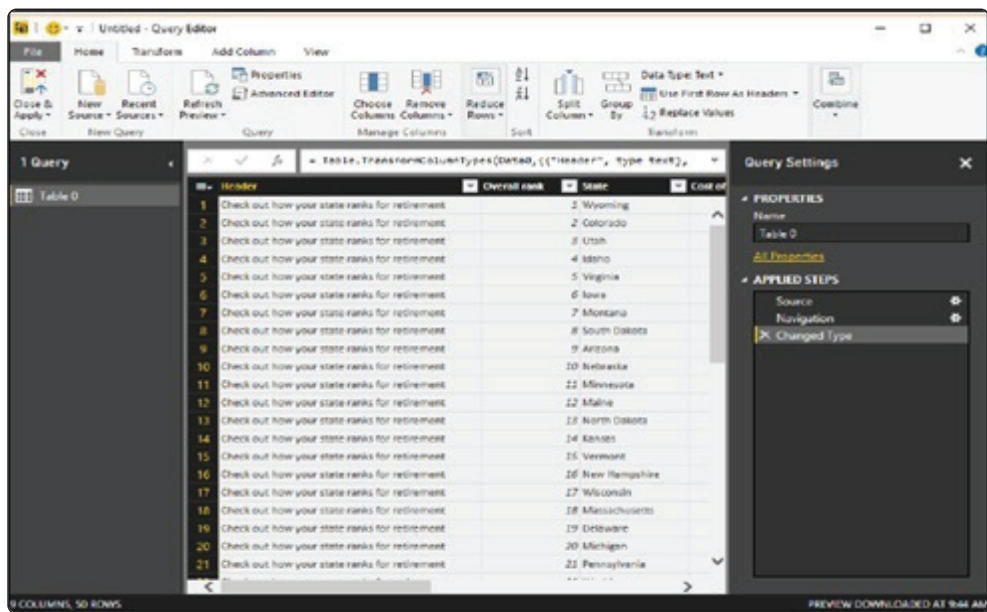 Untitled - Query Editor
File Home Transform Add Column View
Close & Apply
New Source
Recent Sources
Refresh Preview
Properties
Advanced Editor
Choose Columns
Remove Columns
Reduce Rows
Split Column
Group By
Data Type: Text
Use First Row As Headers
Replace Values
Combine
Close New Query Query Manage Columns Sort Transform
1 Query
Table 0
= Table.TransformColumnTypes(Data0,{{"Header", type text},
Header Overall rank State Cost of
1 Check out how your state ranks for retirement 1 Wyoming
2 Check out how your state ranks for retirement 2 Colorado
3 Check out how your state ranks for retirement 3 Utah
4 Check out how your state ranks for retirement 4 Idaho
5 Check out how your state ranks for retirement 5 Virginia
6 Check out how your state ranks for retirement 6 Iowa
7 Check out how your state ranks for retirement 7 Montana
8 Check out how your state ranks for retirement 8 South Dakota
9 Check out how your state ranks for retirement 9 Arizona
10 Check out how your state ranks for retirement 10 Nebraska
11 Check out how your state ranks for retirement 11 Minnesota
12 Check out how your state ranks for retirement 12 Maine
13 Check out how your state ranks for retirement 13 North Dakota
14 Check out how your state ranks for retirement 14 Kansas
15 Check out how your state ranks for retirement 15 Vermont
16 Check out how your state ranks for retirement 16 New Hampshire
17 Check out how your state ranks for retirement 17 Wisconsin
18 Check out how your state ranks for retirement 18 Massachusetts
19 Check out how your state ranks for retirement 19 Delaware
20 Check out how your state ranks for retirement 20 Michigan
21 Check out how your state ranks for retirement 21 Pennsylvania
Query Settings
PROPERTIES
Name
Table 0
All Properties
APPLIED STEPS
Source
Navigation
Changed Type
9 COLUMNS, 50 ROWS
PREVIEW DOWNLOADED AT 9:44 AM